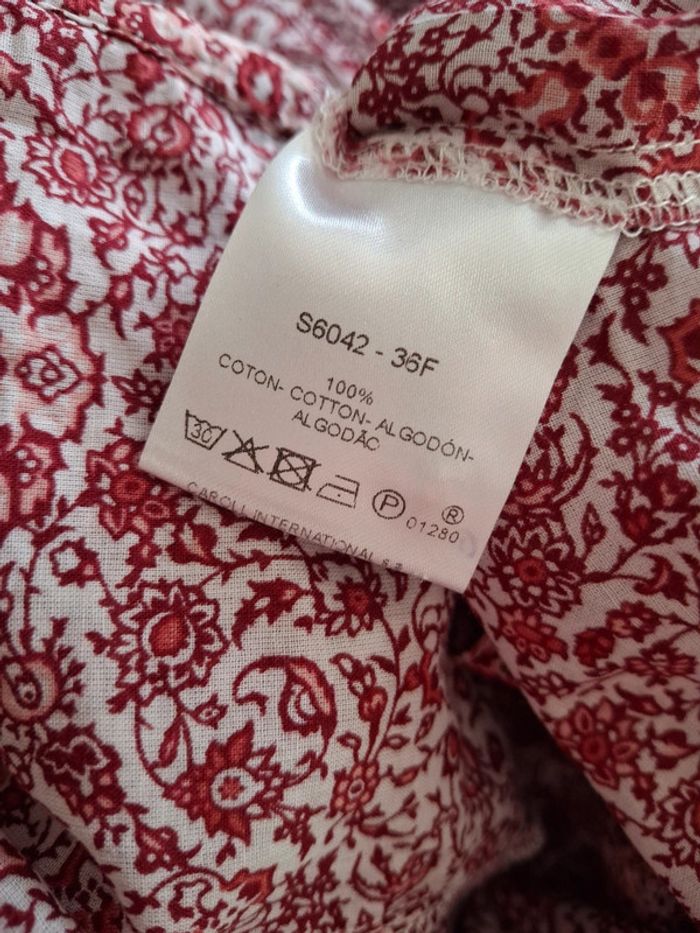 S6042 - 36F
100%
COTON- COTTON- ALGODÓN-
ALGODÃO
30 P ®
01280
CAROLL INTERNATIONAL